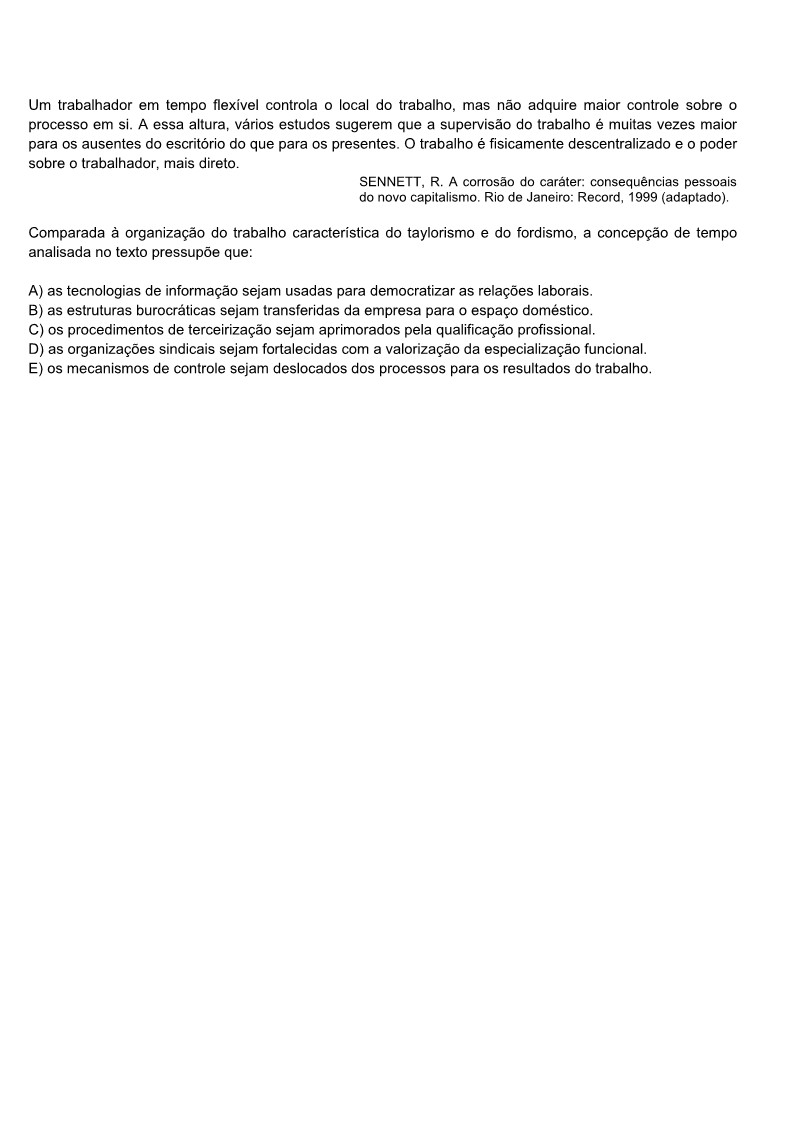 Um trabalhador em tempo flexível controla o local do trabalho, mas não adquire maior controle sobre o
processo em si. A essa altura, vários estudos sugerem que a supervisão do trabalho é muitas vezes maior
para os ausentes do escritório do que para os presentes. O trabalho é fisicamente descentralizado e o poder
sobre o trabalhador, mais direto.
SENNETT, R. A corrosão do caráter: consequências pessoais
do novo capitalismo. Rio de Janeiro: Record, 1999 (adaptado).
Comparada à organização do trabalho característica do taylorismo e do fordismo, a concepção de tempo
analisada no texto pressupõe que:
A) as tecnologias de informação sejam usadas para democratizar as relações laborais.
B) as estruturas burocráticas sejam transferidas da empresa para o espaço doméstico.
C) os procedimentos de terceirização sejam aprimorados pela qualificação profissional.
D) as organizações sindicais sejam fortalecidas com a valorização da especialização funcional.
E) os mecanismos de controle sejam deslocados dos processos para os resultados do trabalho.